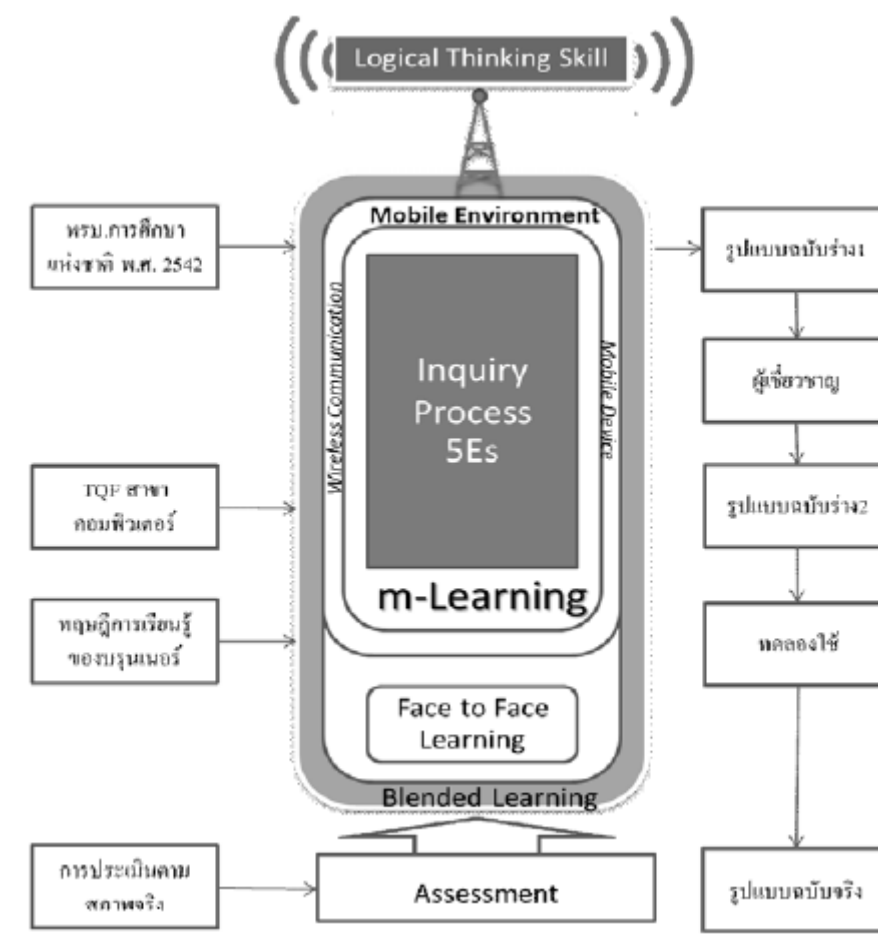 Logical Thinking Skill
พรบ.การศึกษา
แห่งชาติ พ.ศ. 2542
TQF สาขา
คอมพิวเตอร์
ทฤษฎีการเรียนรู้
ของบรุนเนอร์
การประเมินตาม
สภาพจริง
Mobile Environment
Wireless Communication
Mobile Device
Inquiry
Process
5Es
m-Learning
Face to Face
Learning
Blended Learning
Assessment
รูปแบบฉบับร่าง1
ผู้เชี่ยวชาญ
รูปแบบฉบับร่าง2
ทดลองใช้
รูปแบบฉบับจริง